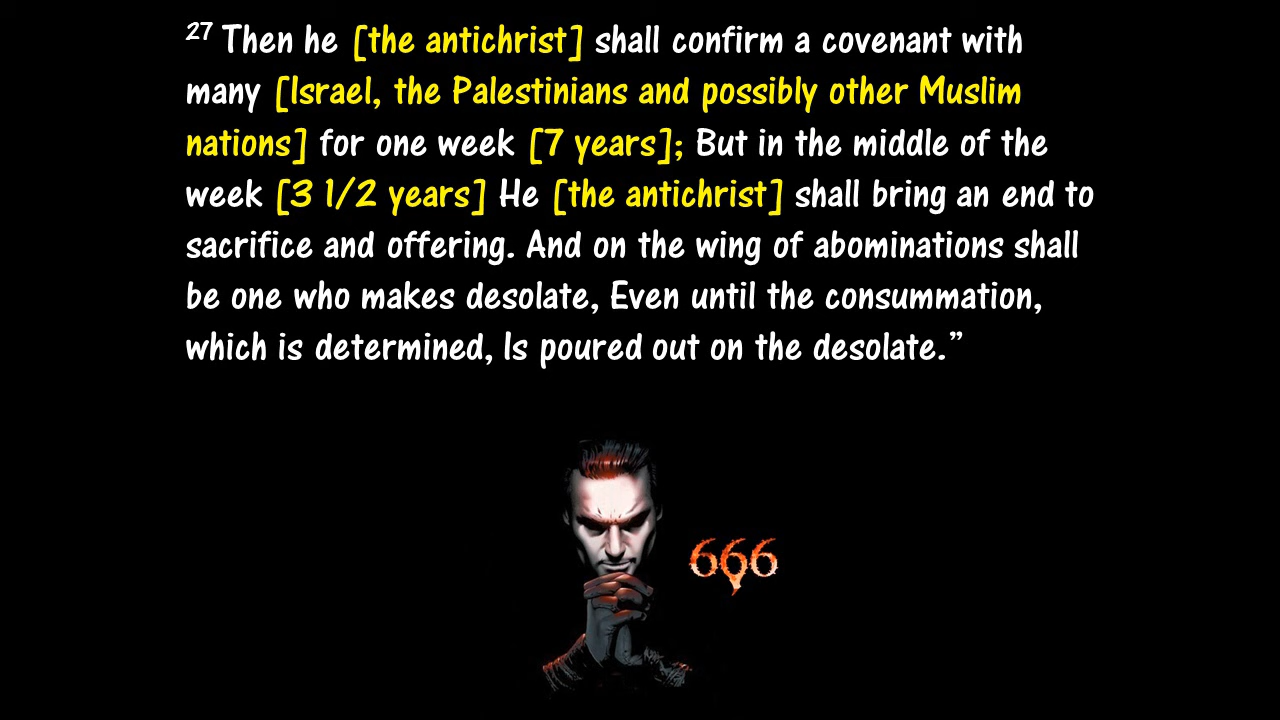 27 Then he [the antichrist] shall confirm a covenant with
many [Israel, the Palestinians and possibly other Muslim
nations] for one week [7 years]; But in the middle of the
week [3 1/2 years] He [the antichrist] shall bring an end to
sacrifice and offering. And on the wing of abominations shall
be one who makes desolate, Even until the consummation,
which is determined, Is poured out on the desolate.”
666